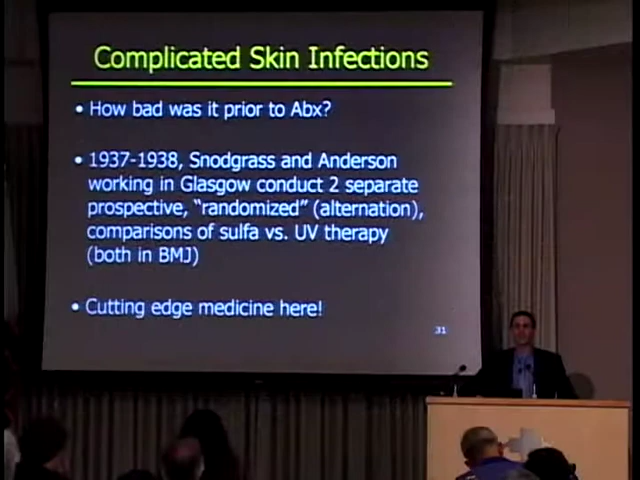 Complicated Skin Infections
• How bad was it prior to Abx?
• 1937-1938, Snodgrass and Anderson
working in Glasgow conduct 2 separate
prospective, “randomized” (alternation),
comparisons of sulfa vs. UV therapy
(both in BMJ)
• Cutting edge medicine here!
31